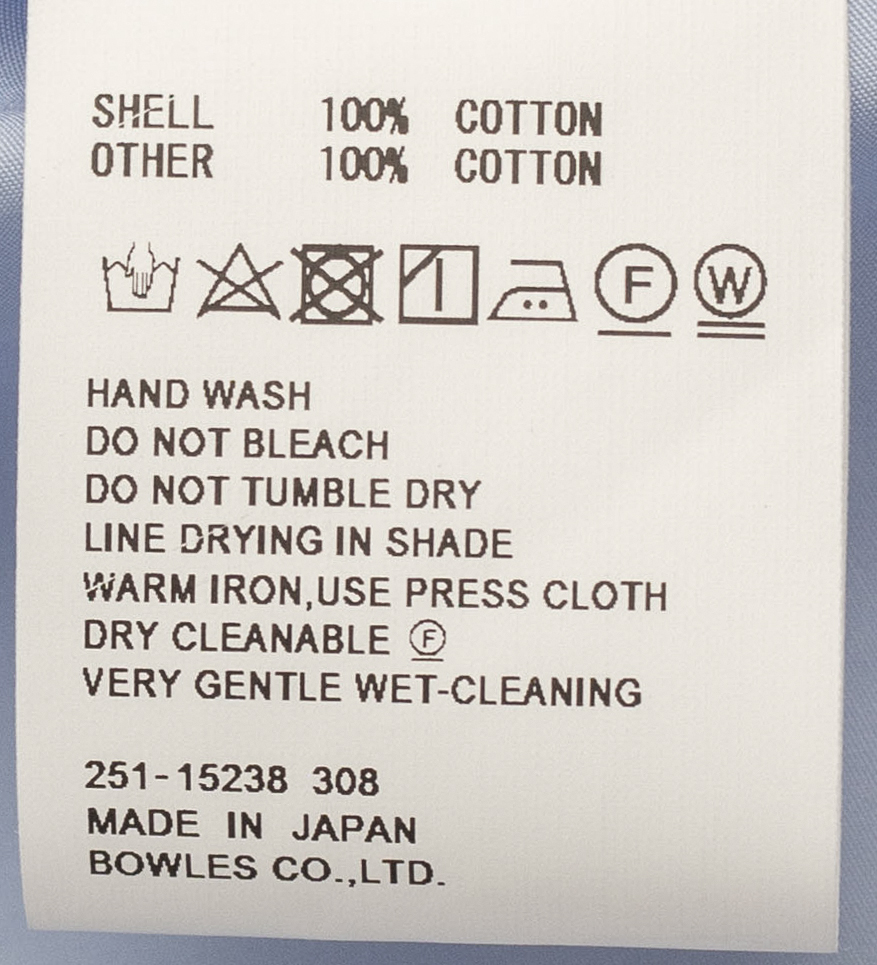 SHELL 100% COTTON
OTHER 100% COTTON
F W
HAND WASH
DO NOT BLEACH
DO NOT TUMBLE DRY
LINE DRYING IN SHADE
WARM IRON,USE PRESS CLOTH
DRY CLEANABLE Ⓕ
VERY GENTLE WET-CLEANING
251-15238 308
MADE IN JAPAN
BOWLES CO.,LTD.